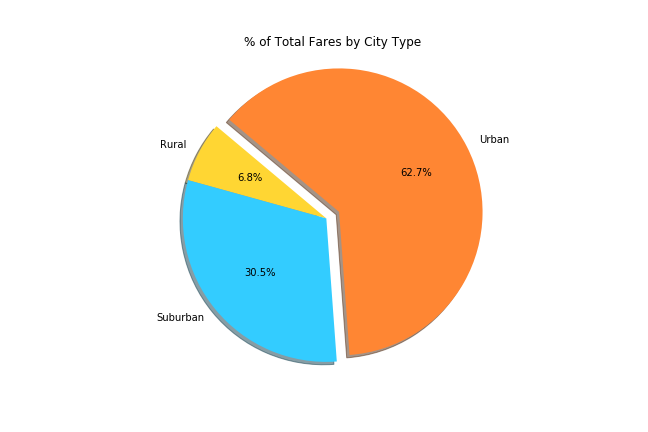 % of Total Fares by City Type
Urban
Rural
62.7%
6.8%
30.5%
Suburban